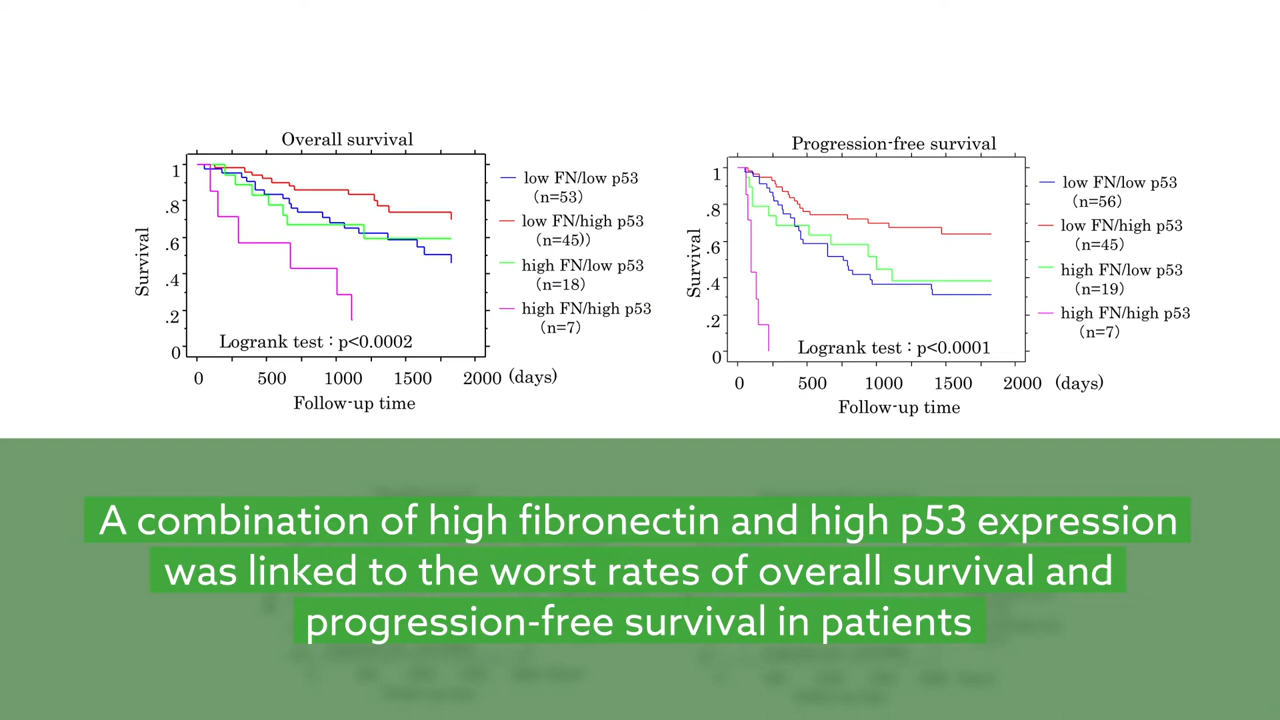 Overall survival
1
.8
.6
.4
.2
0
Survival
Logrank test : p<0.0002
0 500 1000 1500 2000 (days)
Follow-up time
low FN/low p53
(n=53)
low FN/high p53
(n=45))
high FN/low p53
(n=18)
high FN/high p53
(n=7)
Progression-free survival
1
.8
.6
.4
.2
0
Survival
Logrank test : p<0.0001
0 500 1000 1500 2000 (days)
Follow-up time
low FN/low p53
(n=56)
low FN/high p53
(n=45)
high FN/low p53
(n=19)
high FN/high p53
(n=7)
A combination of high fibronectin and high p53 expression
was linked to the worst rates of overall survival and
progression-free survival in patients